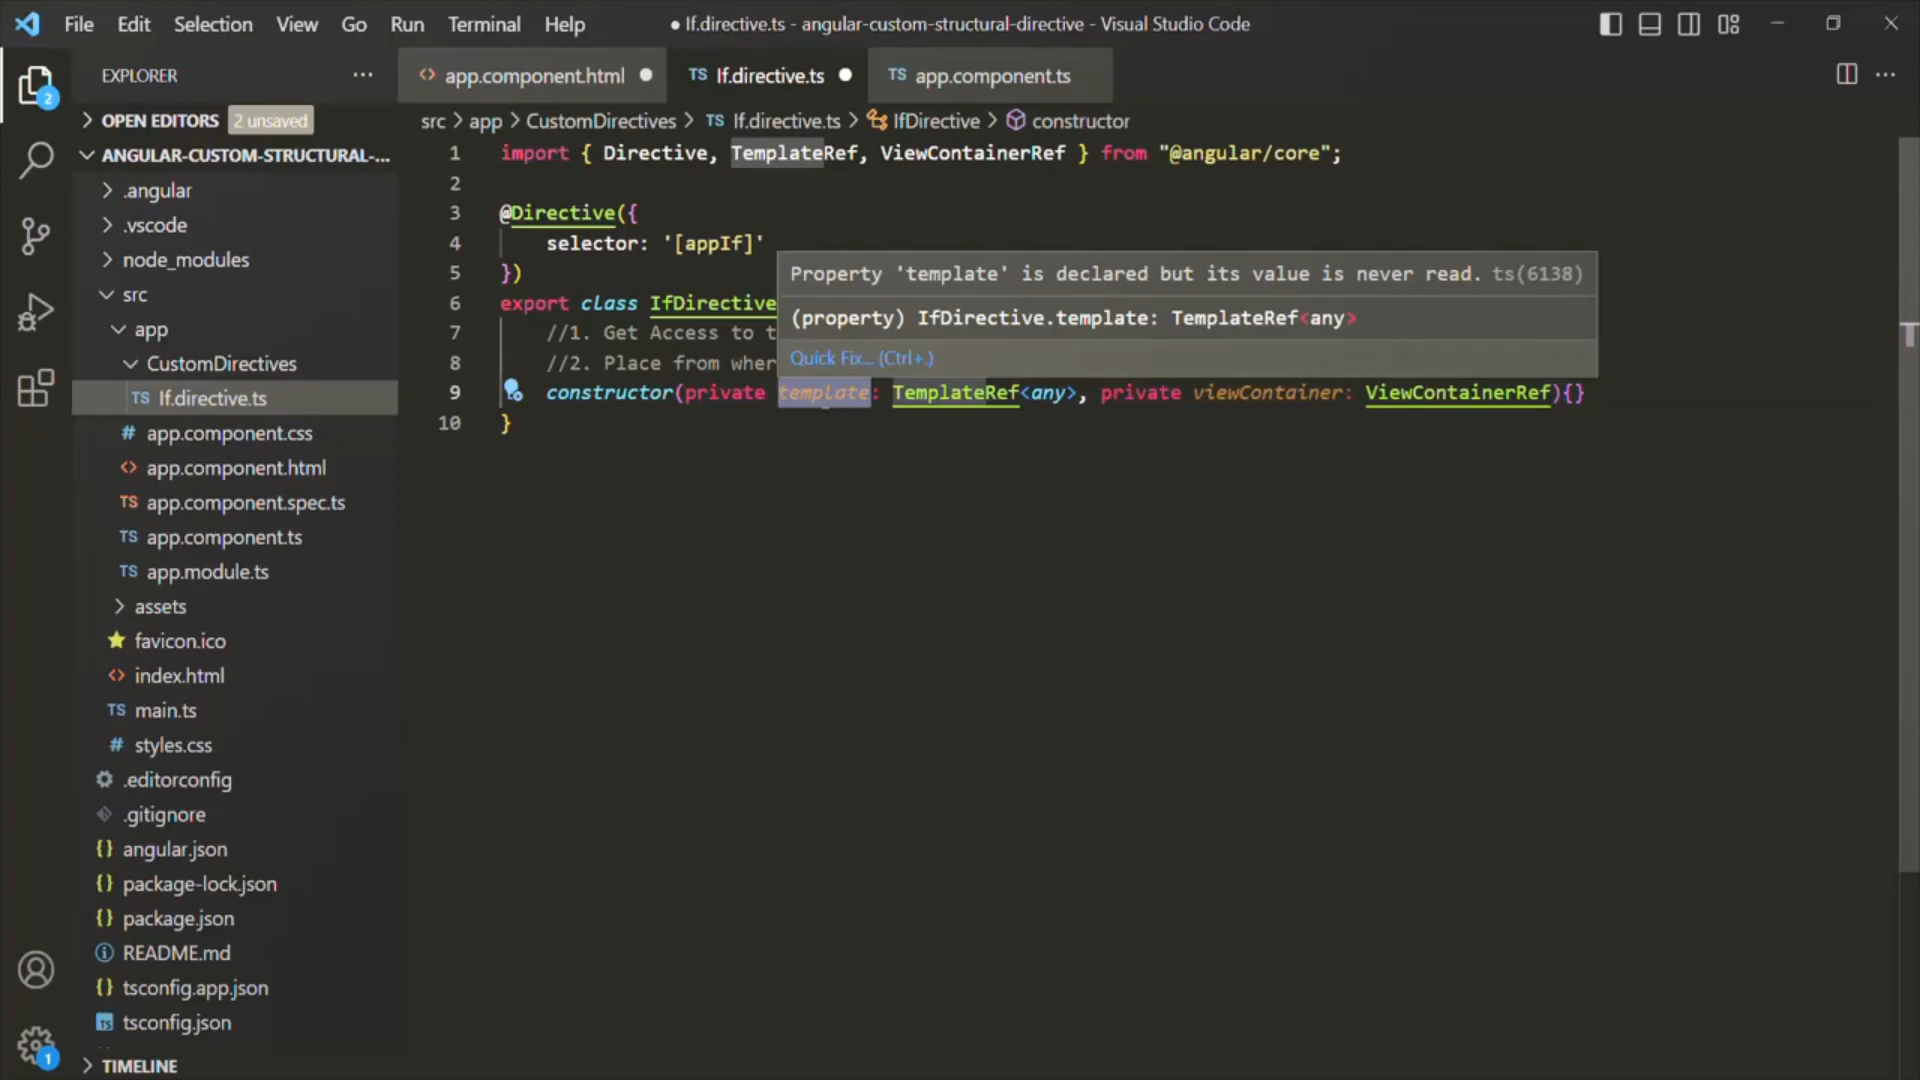 File Edit Selection View Go Run Terminal Help
● If.directive.ts - angular-custom-structural-directive - Visual Studio Code
EXPLORER
2
OPEN EDITORS 2 unsaved
ANGULAR-CUSTOM-STRUCTURAL-...
.angular
.vscode
node_modules
src
app
CustomDirectives
TS If.directive.ts
# app.component.css
<> app.component.html
TS app.component.spec.ts
TS app.component.ts
TS app.module.ts
assets
favicon.ico
<> index.html
TS main.ts
# styles.css
.editorconfig
.gitignore
{} angular.json
{} package-lock.json
{} package.json
README.md
{} tsconfig.app.json
TS tsconfig.json
1
TIMELINE
<> app.component.html ● TS If.directive.ts ● TS app.component.ts
src > app > CustomDirectives > TS If.directive.ts > IfDirective > constructor
1 import { Directive, TemplateRef, ViewContainerRef } from "@angular/core";
2
3 @Directive({
4 selector: '[appIf]'
5 })
6 export class IfDirective
7 //1. Get Access to t
8 //2. Place from wher
9 constructor(private template: TemplateRef<any>, private viewContainer: ViewContainerRef){}
10 }
Property 'template' is declared but its value is never read. ts(6138)
(property) IfDirective.template: TemplateRef<any>
Quick Fix... (Ctrl+.)